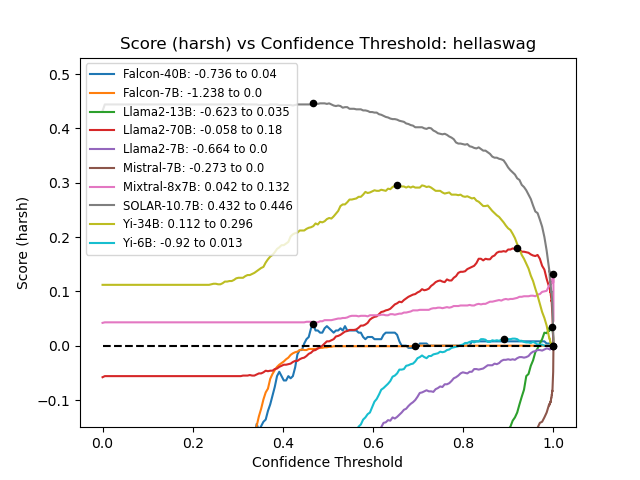 Score (harsh) vs Confidence Threshold: hellaswag
Score (harsh)
0.5
0.4
0.3
0.2
0.1
0.0
−0.1
Falcon-40B: -0.736 to 0.04
Falcon-7B: -1.238 to 0.0
Llama2-13B: -0.623 to 0.035
Llama2-70B: -0.058 to 0.18
Llama2-7B: -0.664 to 0.0
Mistral-7B: -0.273 to 0.0
Mixtral-8x7B: 0.042 to 0.132
SOLAR-10.7B: 0.432 to 0.446
Yi-34B: 0.112 to 0.296
Yi-6B: -0.92 to 0.013
0.0 0.2 0.4 0.6 0.8 1.0
Confidence Threshold